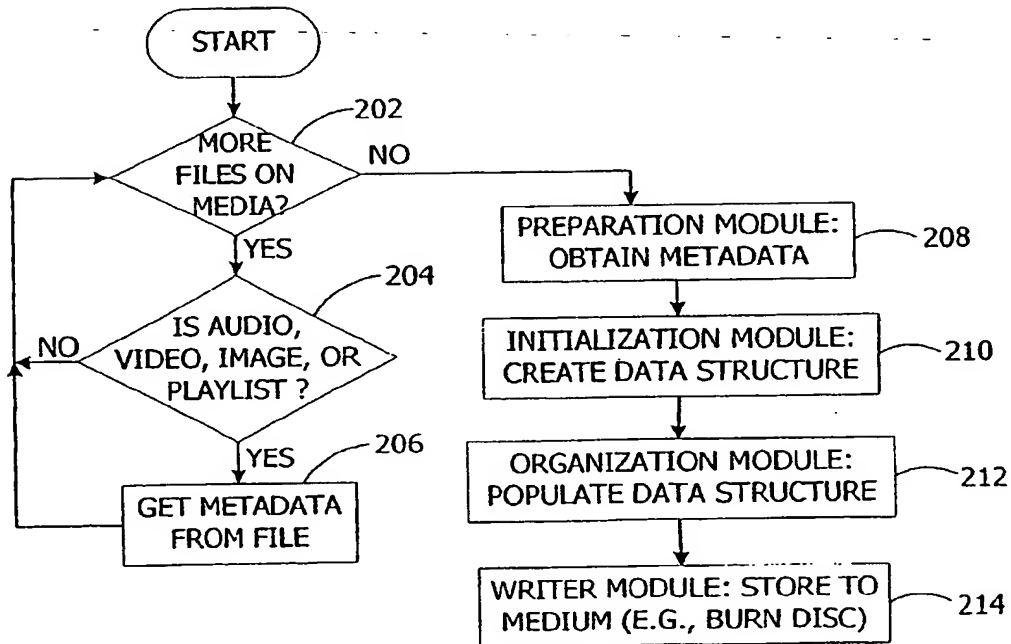 START
202
MORE
FILES ON
MEDIA?
NO
YES
204
IS AUDIO,
VIDEO, IMAGE, OR
PLAYLIST ?
NO
YES
206
GET METADATA
FROM FILE
PREPARATION MODULE:
OBTAIN METADATA
208
INITIALIZATION MODULE:
CREATE DATA STRUCTURE
210
ORGANIZATION MODULE:
POPULATE DATA STRUCTURE
212
WRITER MODULE: STORE TO
MEDIUM (E.G., BURN DISC)
214